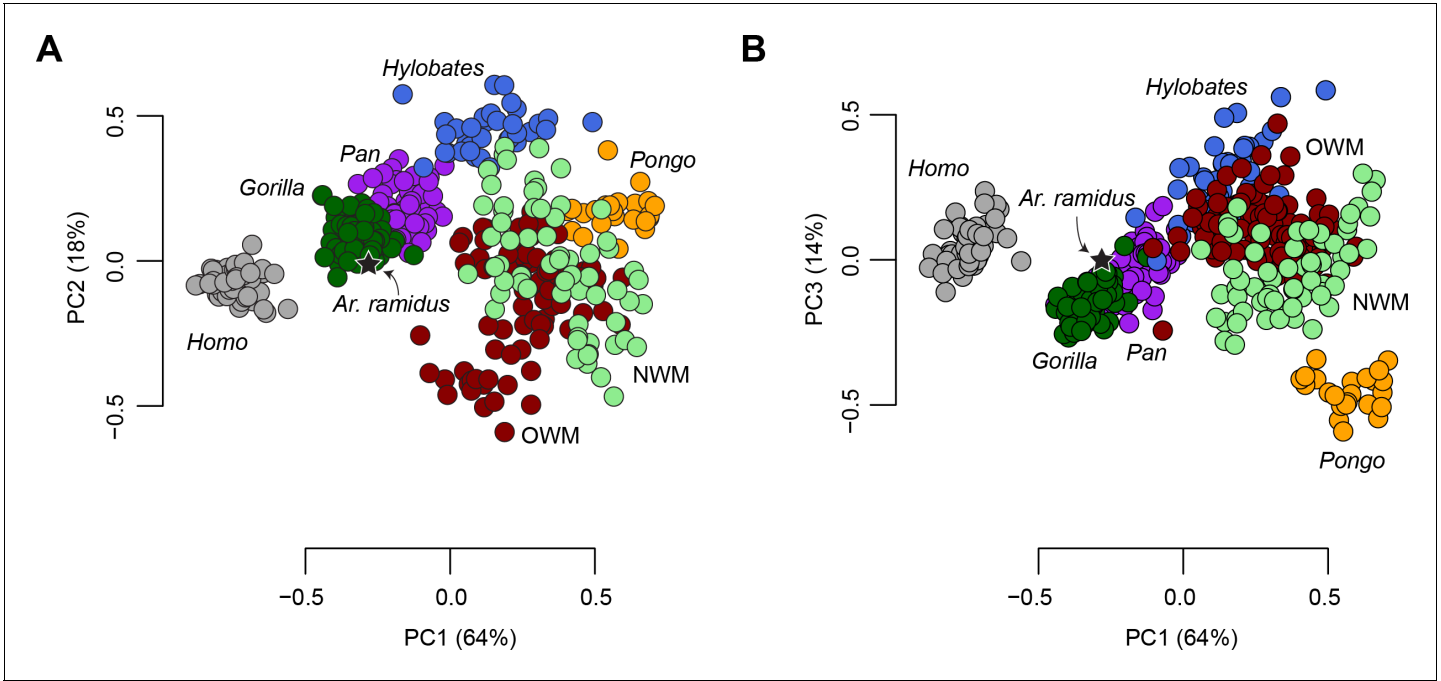 A
Hylobates
Pan
Pongo
Gorilla
Ar. ramidus
Homo
NWM
OWM
PC2 (18%)
0.5
0.0
−0.5
−0.5
0.0
0.5
PC1 (64%)
B
Hylobates
OWM
Homo
Ar. ramidus
NWM
Gorilla
Pan
Pongo
PC3 (14%)
0.5
0.0
−0.5
−0.5
0.0
0.5
PC1 (64%)